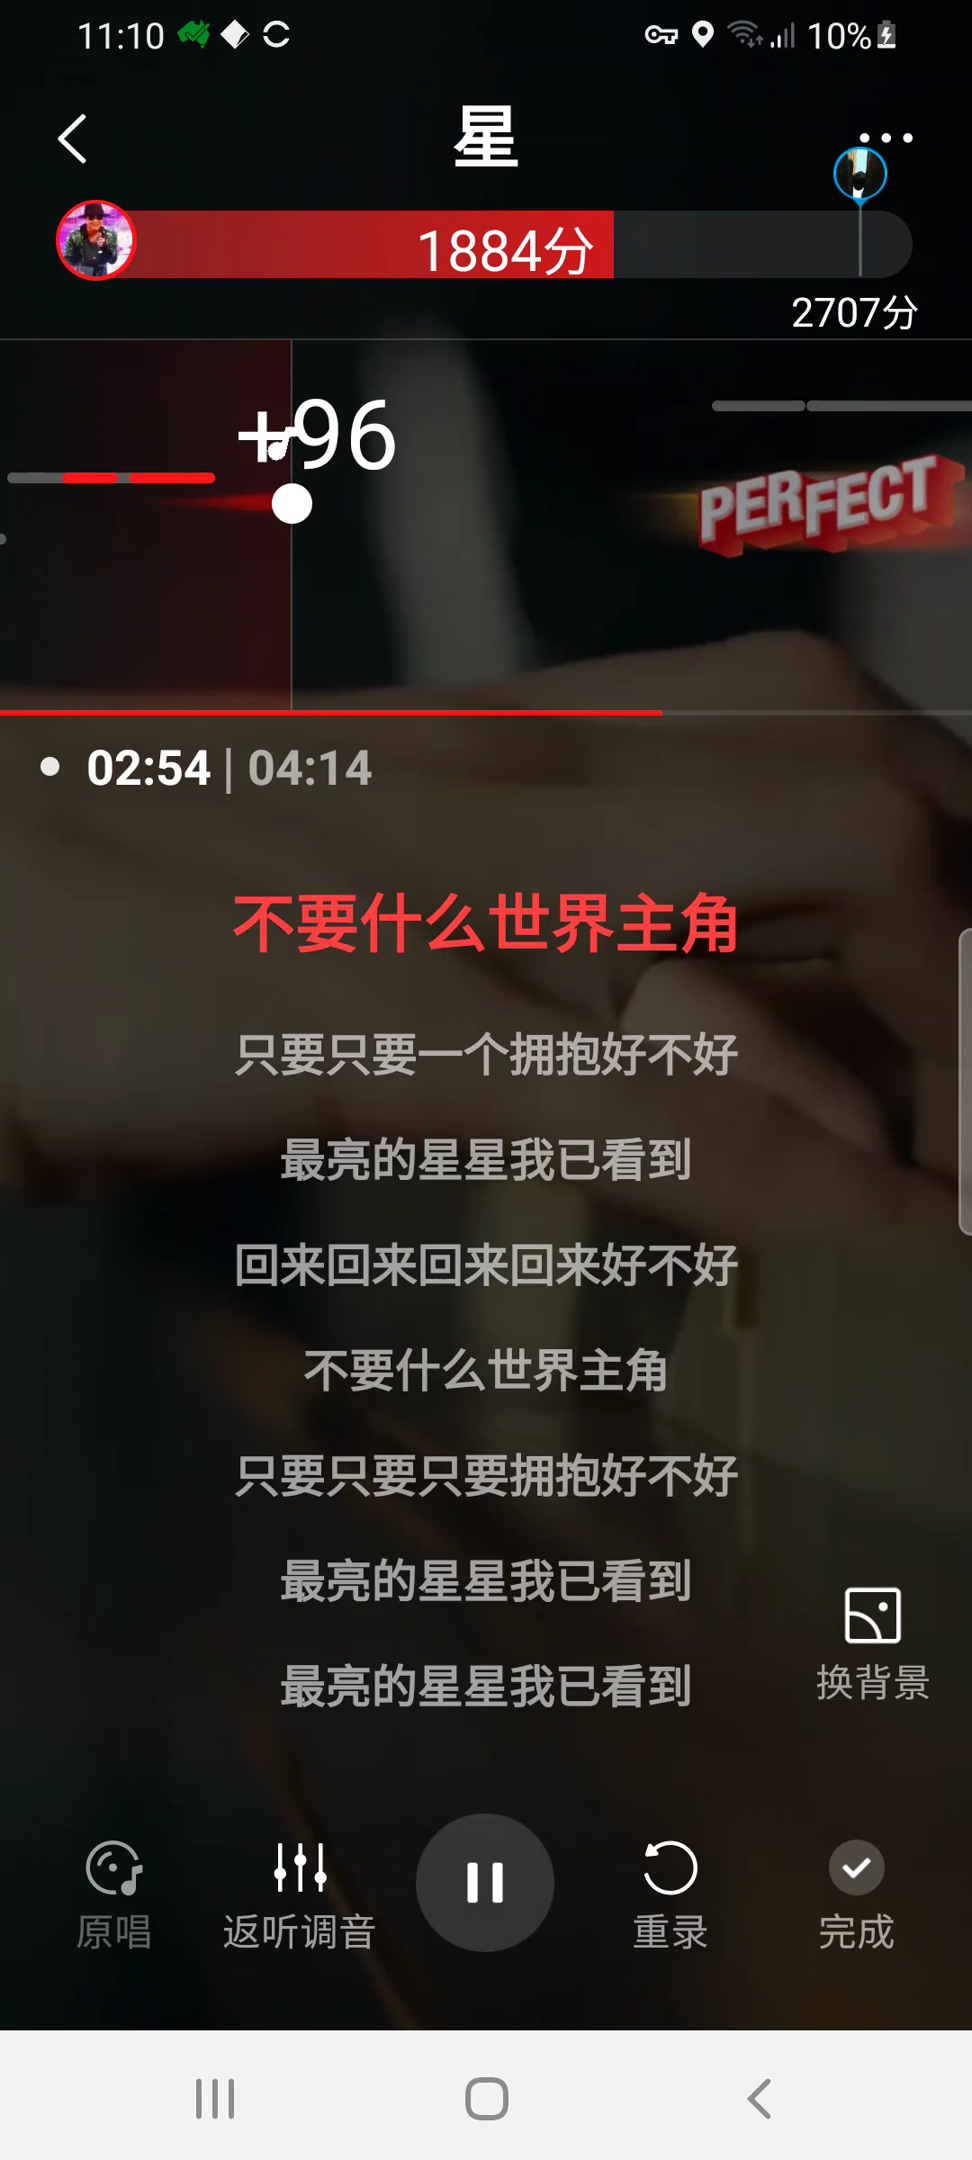 11:10
10%
星
1884分
2707分
+96
PERFECT
02:54 | 04:14
不要什么世界主角
只要只要一个拥抱好不好
最亮的星星我已看到
回来回来回来回来好不好
不要什么世界主角
只要只要只要拥抱好不好
最亮的星星我已看到
最亮的星星我已看到
换背景
原唱
返听调音
重录
完成